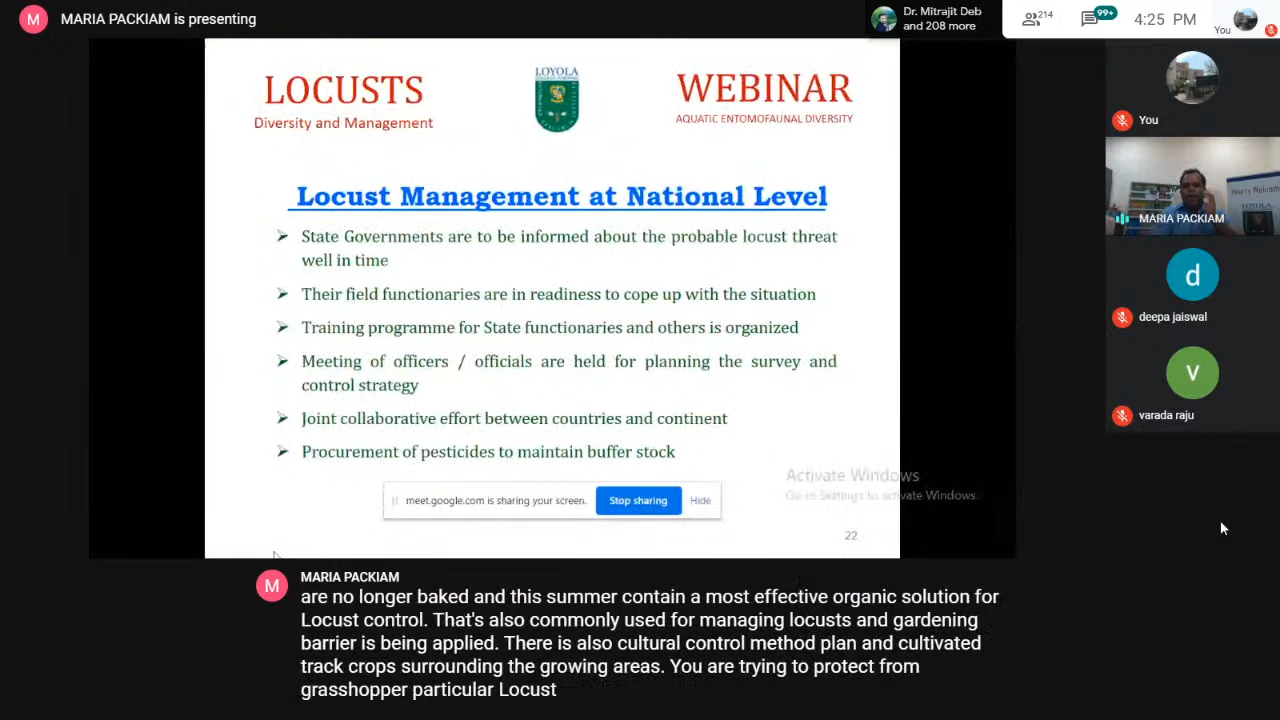 M MARIA PACKIAM is presenting
Dr. Mitrajit Deb
and 208 more
214
99+
4:25 PM
You
LOCUSTS
Diversity and Management
LOYOLA
WEBINAR
AQUATIC ENTOMOFAUNAL DIVERSITY
Locust Management at National Level
State Governments are to be informed about the probable locust threat
well in time
Their field functionaries are in readiness to cope up with the situation
Training programme for State functionaries and others is organized
Meeting of officers / officials are held for planning the survey and
control strategy
Joint collaborative effort between countries and continent
Procurement of pesticides to maintain buffer stock
meet.google.com is sharing your screen. Stop sharing Hide
Activate Windows
Go to Settings to activate Windows.
22
You
Hearty Welcome
LOYOLA
MARIA PACKIAM
d
deepa jaiswal
V
varada raju
MARIA PACKIAM
M
are no longer baked and this summer contain a most effective organic solution for
Locust control. That's also commonly used for managing locusts and gardening
barrier is being applied. There is also cultural control method plan and cultivated
track crops surrounding the growing areas. You are trying to protect from
grasshopper particular Locust